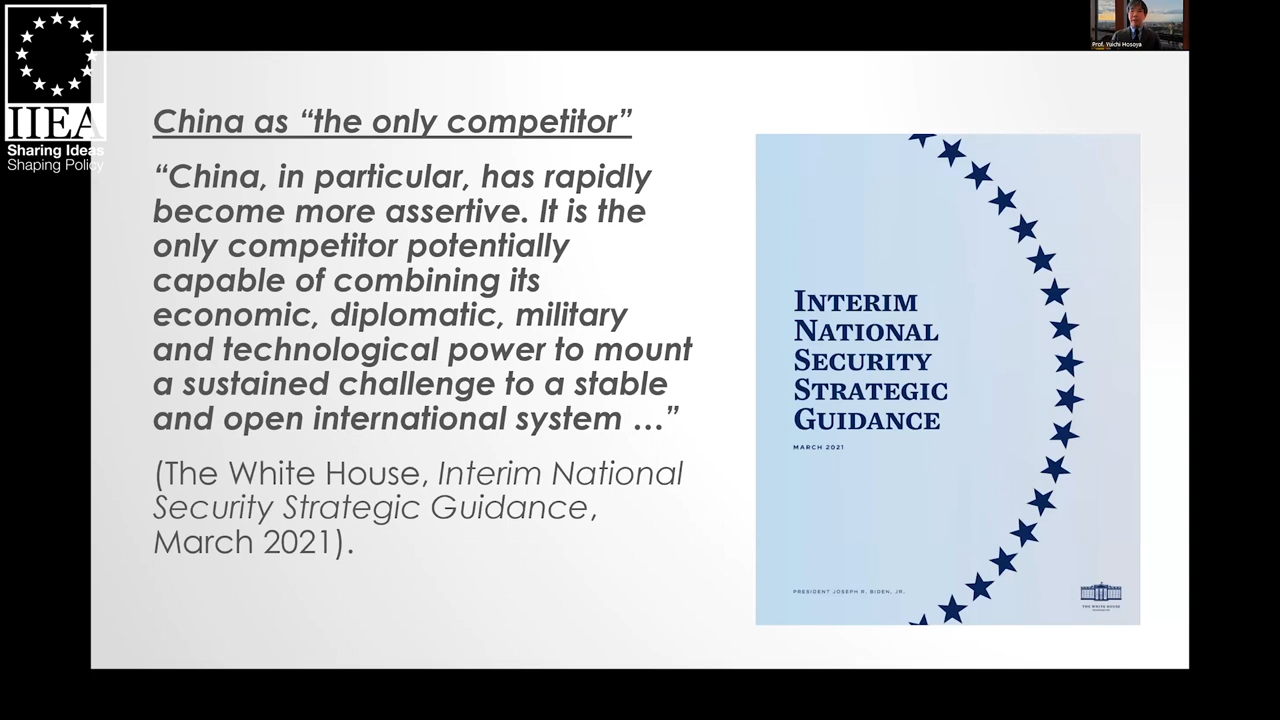 IIEA
Sharing Ideas
Shaping Policy
Prof. Yuichi Hosoya
China as “the only competitor”
“China, in particular, has rapidly
become more assertive. It is the
only competitor potentially
capable of combining its
economic, diplomatic, military
and technological power to mount
a sustained challenge to a stable
and open international system …”
(The White House, Interim National
Security Strategic Guidance,
March 2021).
INTERIM
NATIONAL
SECURITY
STRATEGIC
GUIDANCE
MARCH 2021
PRESIDENT JOSEPH R. BIDEN, JR.
THE WHITE HOUSE